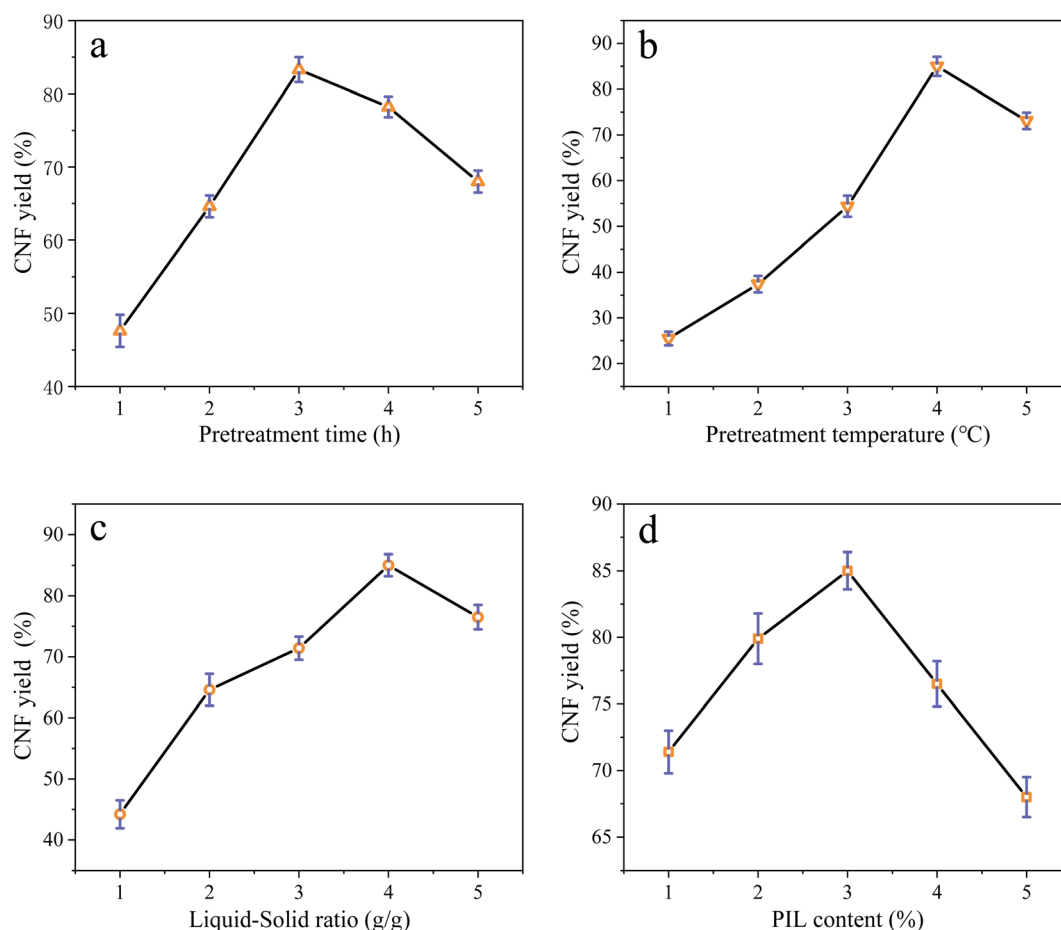 a
90
80
70
60
50
40
CNF yield (%)
1 2 3 4 5
Pretreatment time (h)
b
90
80
70
60
50
40
30
20
CNF yield (%)
1 2 3 4 5
Pretreatment temperature (℃)
c
90
80
70
60
50
40
CNF yield (%)
1 2 3 4 5
Liquid-Solid ratio (g/g)
d
90
85
80
75
70
65
CNF yield (%)
1 2 3 4 5
PIL content (%)